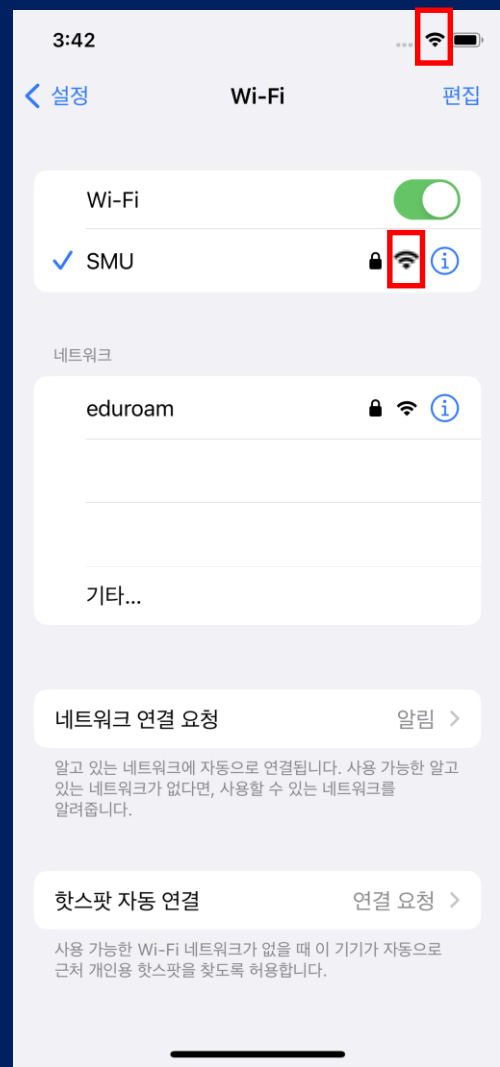 3:42
설정
Wi-Fi
편집
Wi-Fi
SMU
네트워크
eduroam
기타...
네트워크 연결 요청
알림
알고 있는 네트워크에 자동으로 연결됩니다. 사용 가능한 알고
있는 네트워크가 없다면, 사용할 수 있는 네트워크를
알려줍니다.
핫스팟 자동 연결
연결 요청
사용 가능한 Wi-Fi 네트워크가 없을 때 이 기기가 자동으로
근처 개인용 핫스팟을 찾도록 허용합니다.